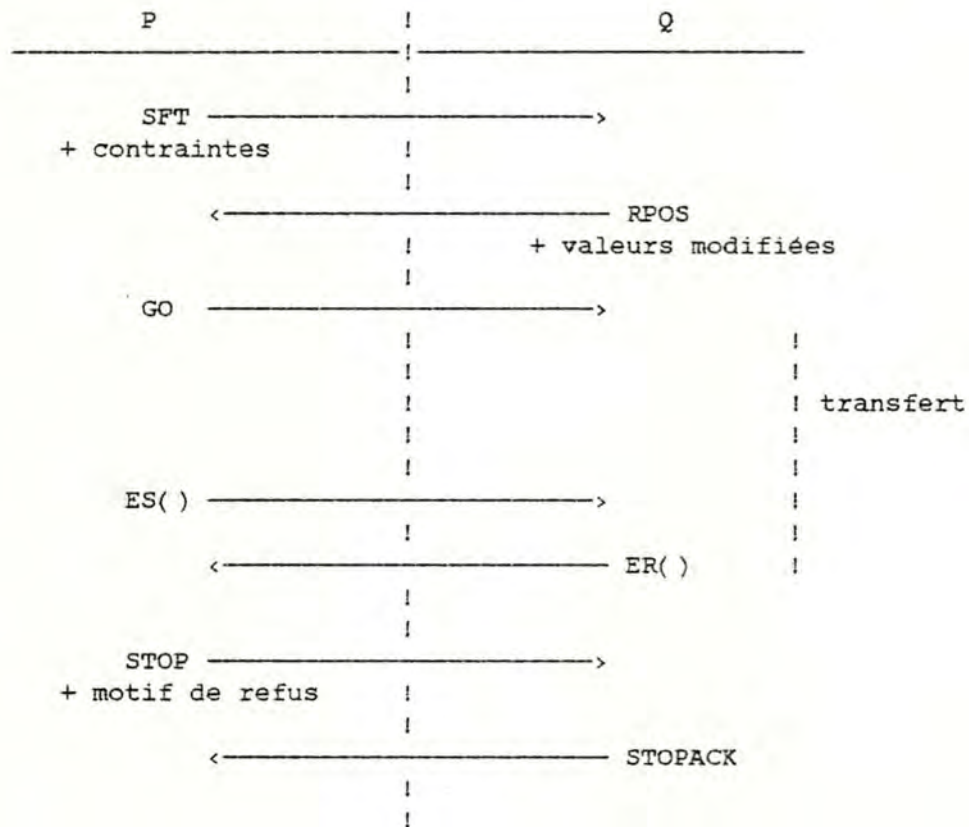 P ! Q
SFT
+ contraintes
RPOS
+ valeurs modifiées
GO
transfert
ES( )
ER( )
STOP
+ motif de refus
STOPACK